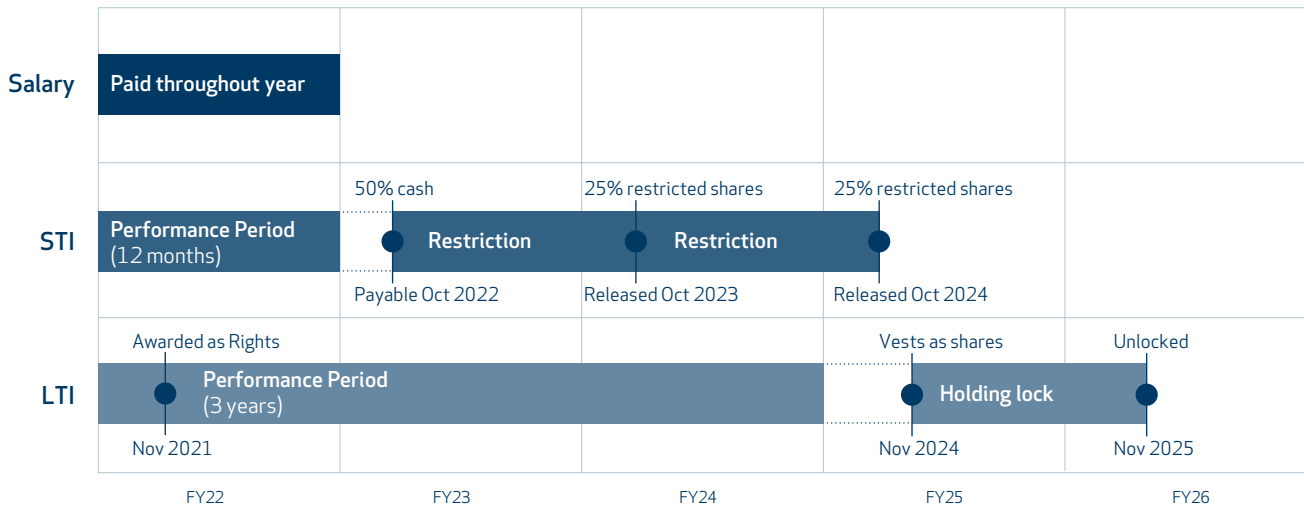 Salary
Paid throughout year
50% cash
25% restricted shares
25% restricted shares
STI
Performance Period
(12 months)
Restriction
Restriction
Payable Oct 2022
Released Oct 2023
Released Oct 2024
Awarded as Rights
Vests as shares
Unlocked
LTI
Performance Period
(3 years)
Holding lock
Nov 2021
Nov 2024
Nov 2025
FY22
FY23
FY24
FY25
FY26